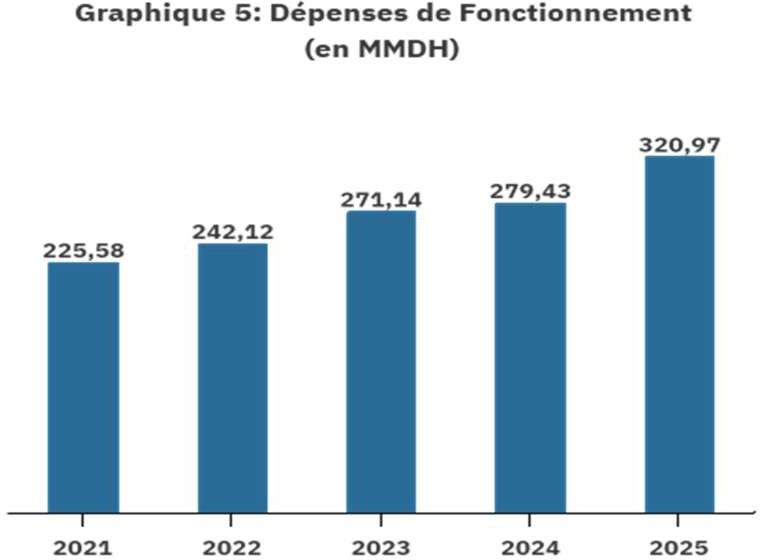 Graphique 5: Dépenses de Fonctionnement
(en MMDH)
320,97
279,43
271,14
242,12
225,58
2021 2022 2023 2024 2025